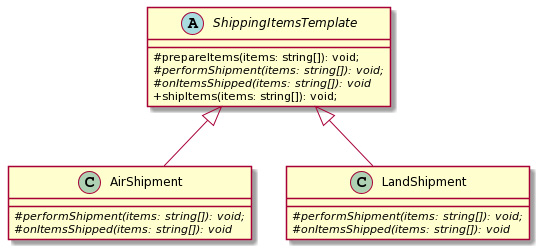 A ShippingItemsTemplate
#prepareItems(items: string[]): void;
#performShipment(items: string[]): void;
#onItemsShipped(items: string[]): void
+shipItems(items: string[]): void;
C AirShipment
#performShipment(items: string[]): void;
#onItemsShipped(items: string[]): void
C LandShipment
#performShipment(items: string[]): void;
#onItemsShipped(items: string[]): void